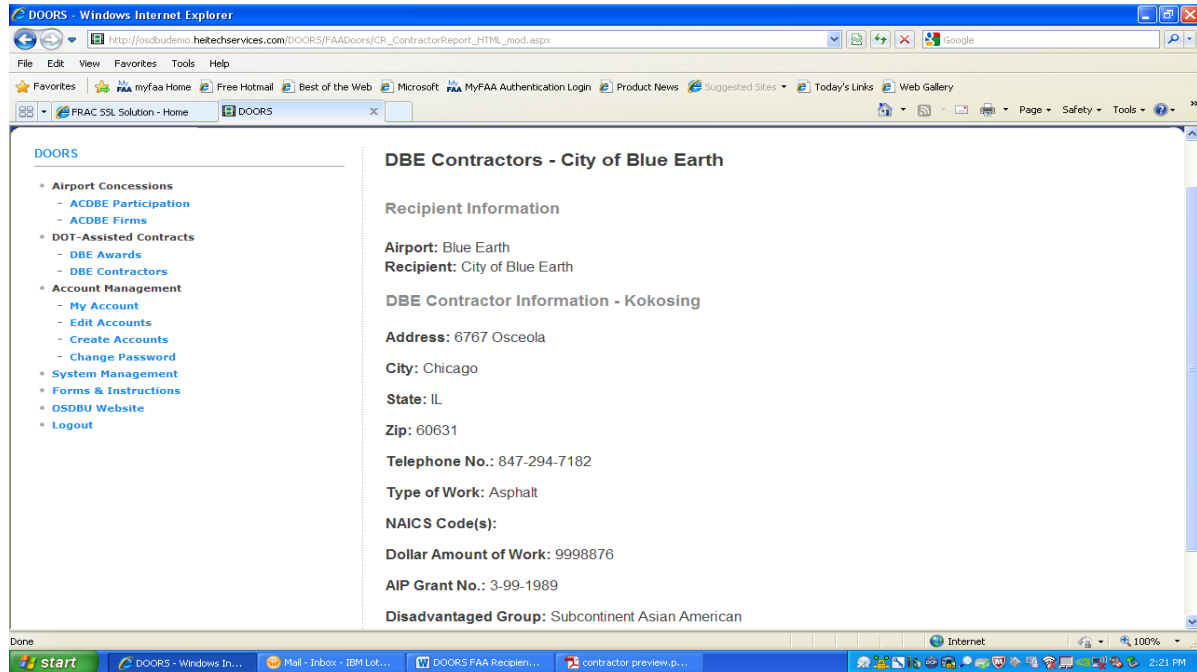 DOORS - Windows Internet Explorer
http://osdbudemo.heitechservices.com/DOORS/FAADoors/CR_ContractorReport_HTML_mod.aspx
Google
File Edit View Favorites Tools Help
Favorites FAA myfaa Home Free Hotmail Best of the Web Microsoft FAA MyFAA Authentication Login Product News Suggested Sites Today's Links Web Gallery
FRAC SSL Solution - Home DOORS Page Safety Tools
DOORS
Airport Concessions
- ACDBE Participation
- ACDBE Firms
DOT-Assisted Contracts
- DBE Awards
- DBE Contractors
Account Management
- My Account
- Edit Accounts
- Create Accounts
- Change Password
System Management
Forms & Instructions
OSDBU Website
Logout
DBE Contractors - City of Blue Earth
Recipient Information
Airport: Blue Earth
Recipient: City of Blue Earth
DBE Contractor Information - Kokosing
Address: 6767 Osceola
City: Chicago
State: IL
Zip: 60631
Telephone No.: 847-294-7182
Type of Work: Asphalt
NAICS Code(s):
Dollar Amount of Work: 9998876
AIP Grant No.: 3-99-1989
Disadvantaged Group: Subcontinent Asian American
Done Internet 100%
start DOORS - Windows In... Mail - Inbox - IBM Lot... DOORS FAA Recipien... contractor preview.p... 2:21 PM